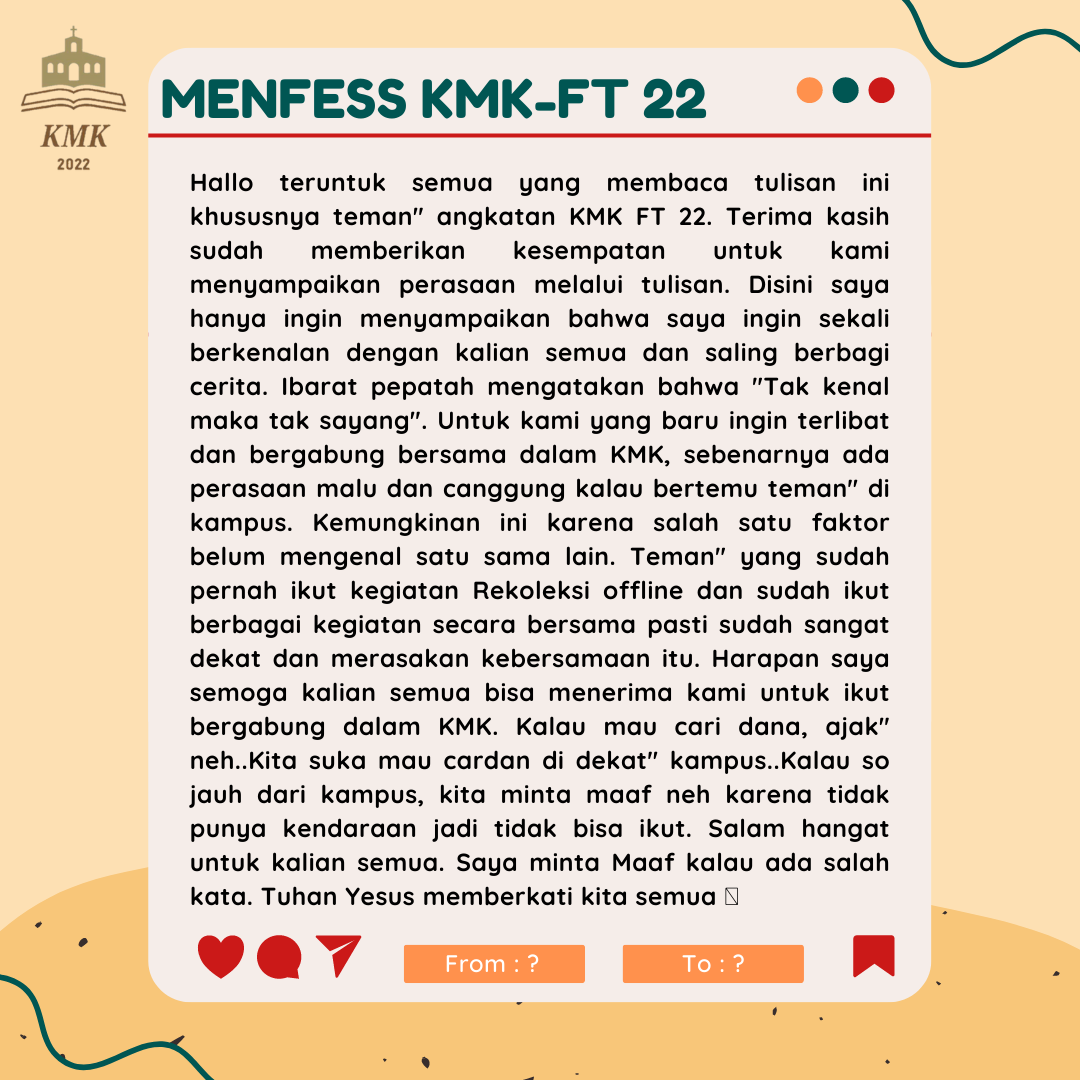 KMK
2022
MENFESS KMK-FT 22
Hallo teruntuk semua yang membaca tulisan ini
khususnya teman" angkatan KMK FT 22. Terima kasih
sudah memberikan kesempatan untuk kami
menyampaikan perasaan melalui tulisan. Disini saya
hanya ingin menyampaikan bahwa saya ingin sekali
berkenalan dengan kalian semua dan saling berbagi
cerita. Ibarat pepatah mengatakan bahwa "Tak kenal
maka tak sayang". Untuk kami yang baru ingin terlibat
dan bergabung bersama dalam KMK, sebenarnya ada
perasaan malu dan canggung kalau bertemu teman" di
kampus. Kemungkinan ini karena salah satu faktor
belum mengenal satu sama lain. Teman" yang sudah
pernah ikut kegiatan Rekoleksi offline dan sudah ikut
berbagai kegiatan secara bersama pasti sudah sangat
dekat dan merasakan kebersamaan itu. Harapan saya
semoga kalian semua bisa menerima kami untuk ikut
bergabung dalam KMK. Kalau mau cari dana, ajak"
neh..Kita suka mau cardan di dekat" kampus..Kalau so
jauh dari kampus, kita minta maaf neh karena tidak
punya kendaraan jadi tidak bisa ikut. Salam hangat
untuk kalian semua. Saya minta Maaf kalau ada salah
kata. Tuhan Yesus memberkati kita semua
From : ?
To : ?